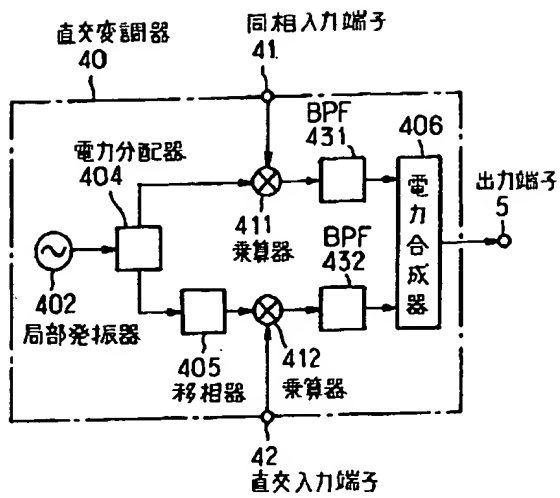 直交変調器
40
同相入力端子
41
BPF
431
406
電力分配器
404
電力合成器
出力端子
5
411
乗算器
BPF
432
402
局部発振器
405
移相器
412
乗算器
42
直交入力端子